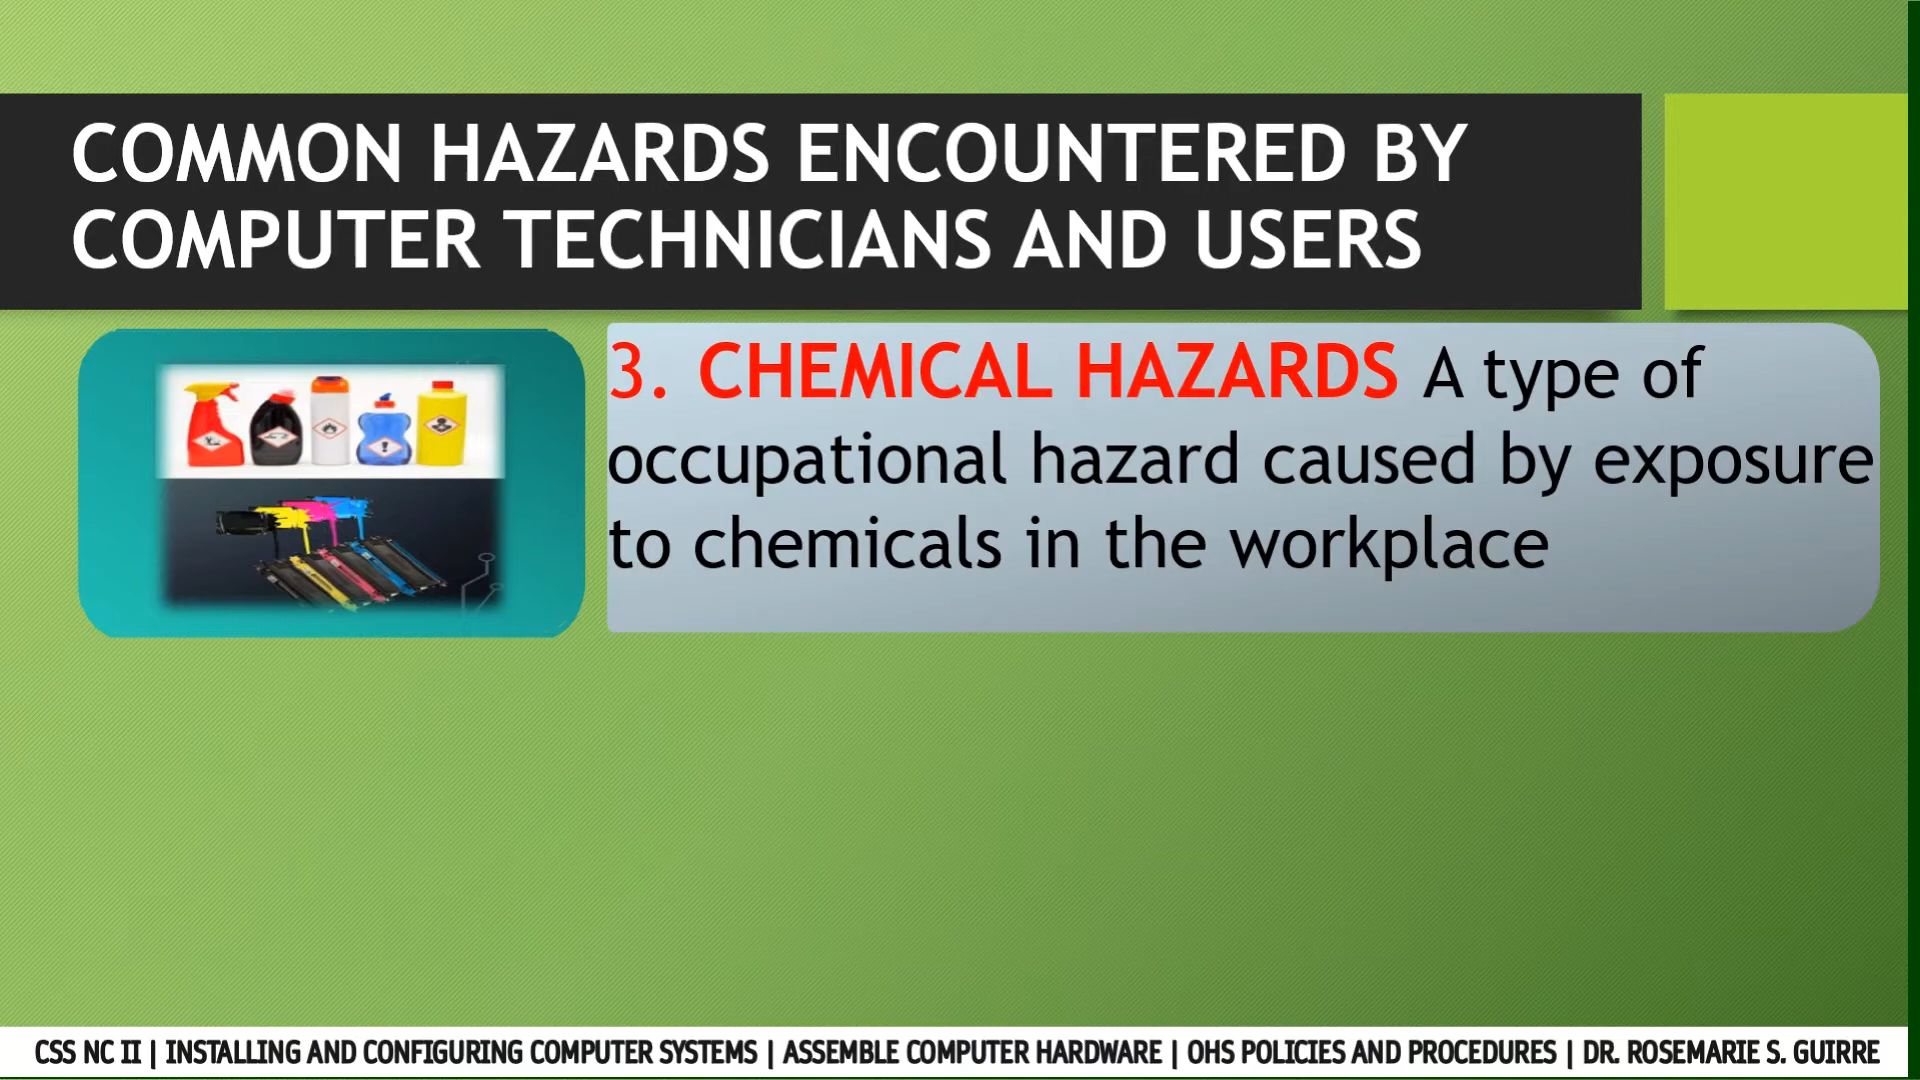 COMMON HAZARDS ENCOUNTERED BY
COMPUTER TECHNICIANS AND USERS
3. CHEMICAL HAZARDS A type of
occupational hazard caused by exposure
to chemicals in the workplace
CSS NC II | INSTALLING AND CONFIGURING COMPUTER SYSTEMS | ASSEMBLE COMPUTER HARDWARE | OHS POLICIES AND PROCEDURES | DR. ROSEMARIE S. GUIRRE